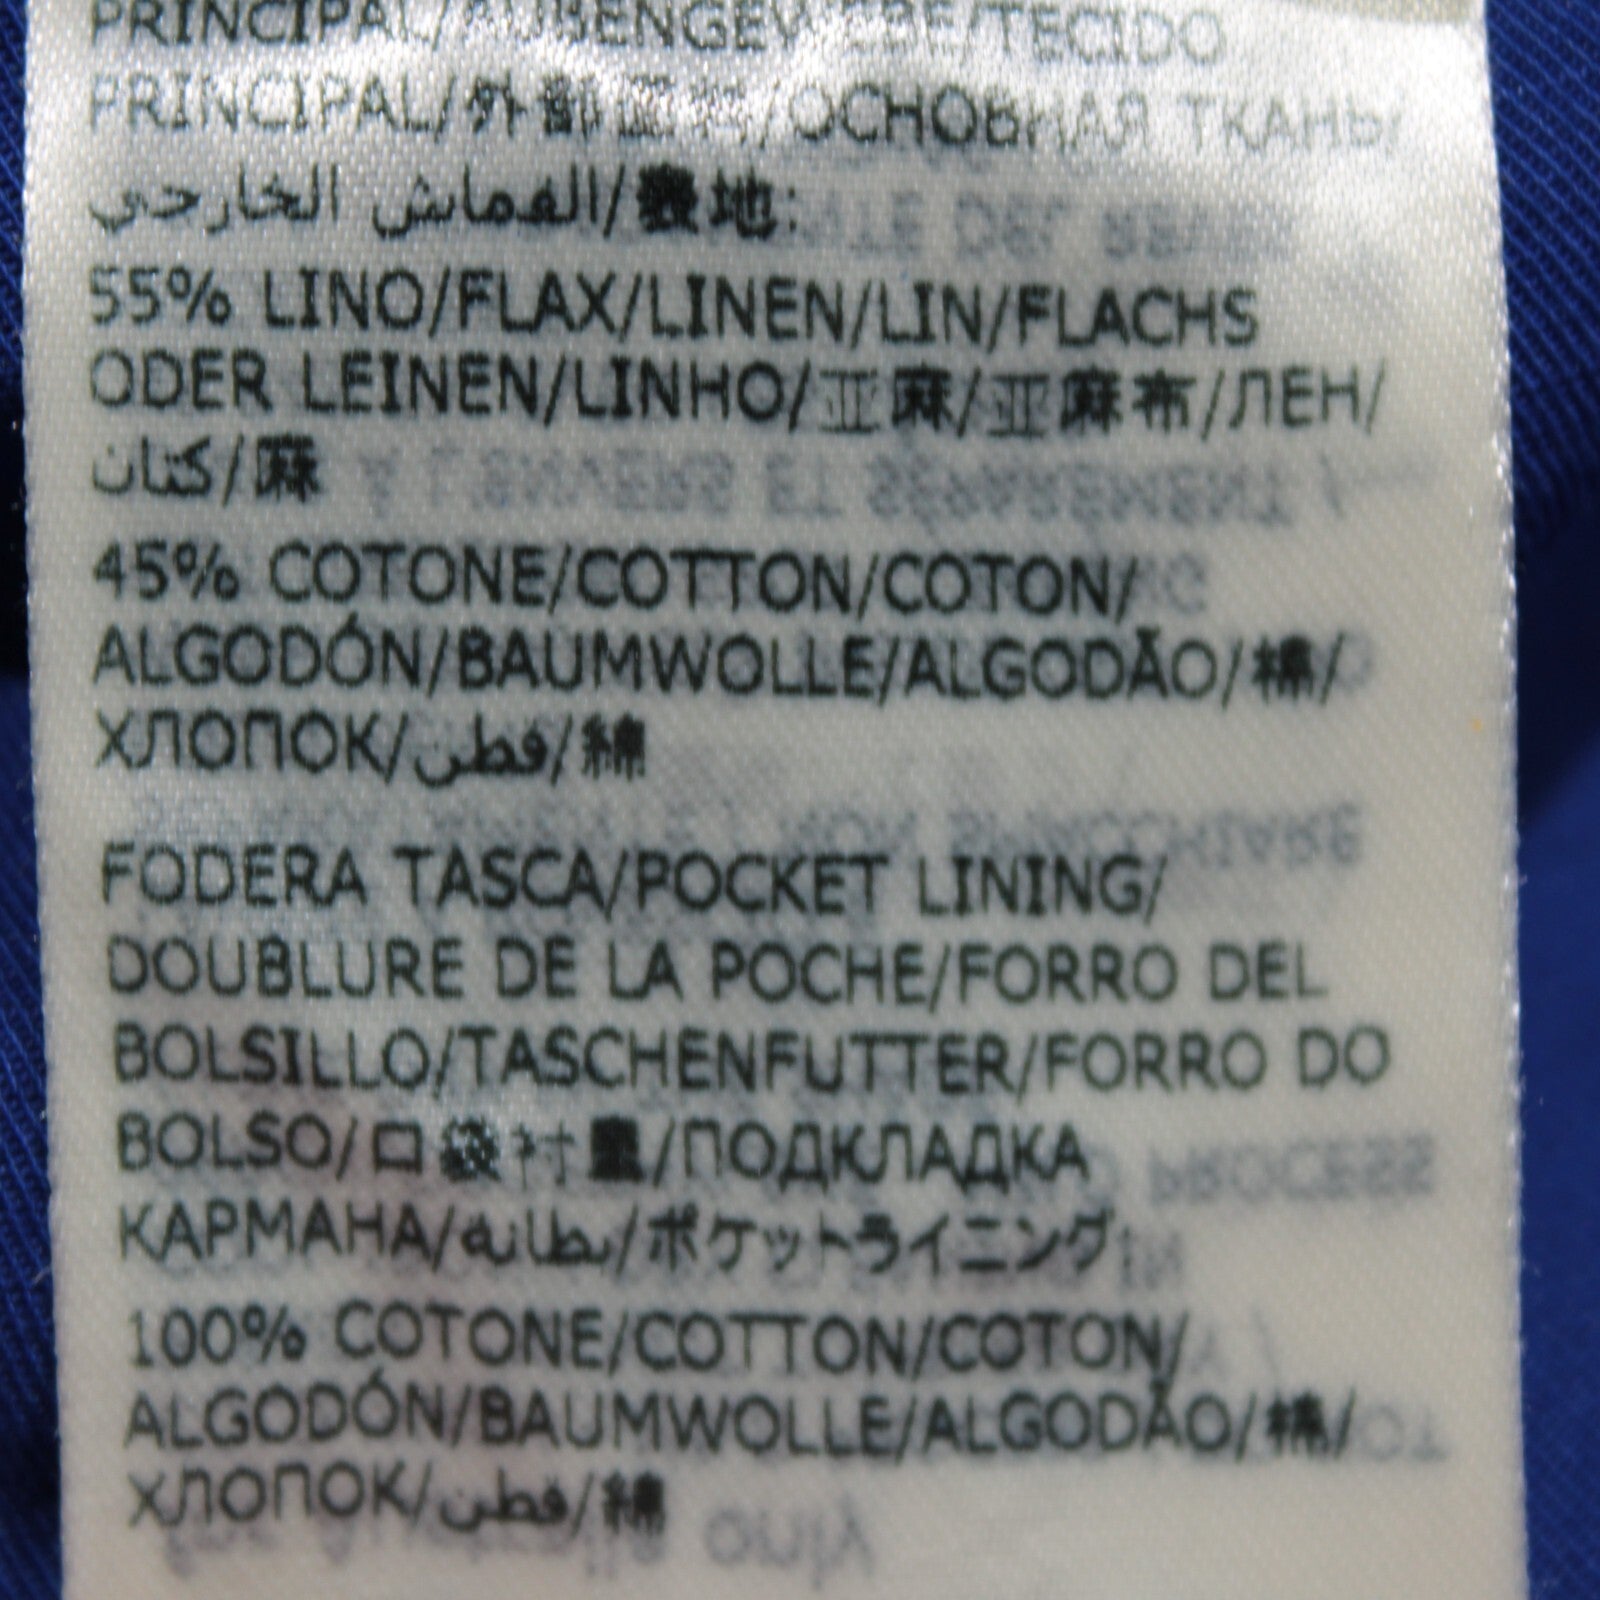 PRINCIPAL/AUßENGEWEBE/TECIDO
PRINCIPAL/外部面料/ОСНОВНАЯ ТКАНЬ/
القماش الخارجي/表地:
55% LINO/FLAX/LINEN/LIN/FLACHS
ODER LEINEN/LINHO/亚麻/亚麻布/ЛЕН/
كتان/麻
45% COTONE/COTTON/COTON/
ALGODÓN/BAUMWOLLE/ALGODÃO/棉/
ХЛОПОК/قطن/綿
FODERA TASCA/POCKET LINING/
DOUBLURE DE LA POCHE/FORRO DEL
BOLSILLO/TASCHENFUTTER/FORRO DO
BOLSO/口袋衬里/ПОДКЛАДКА
КАРМАНА/بطانة/ポケットライニング:
100% COTONE/COTTON/COTON/
ALGODÓN/BAUMWOLLE/ALGODÃO/棉/
ХЛОПОК/قطن/綿